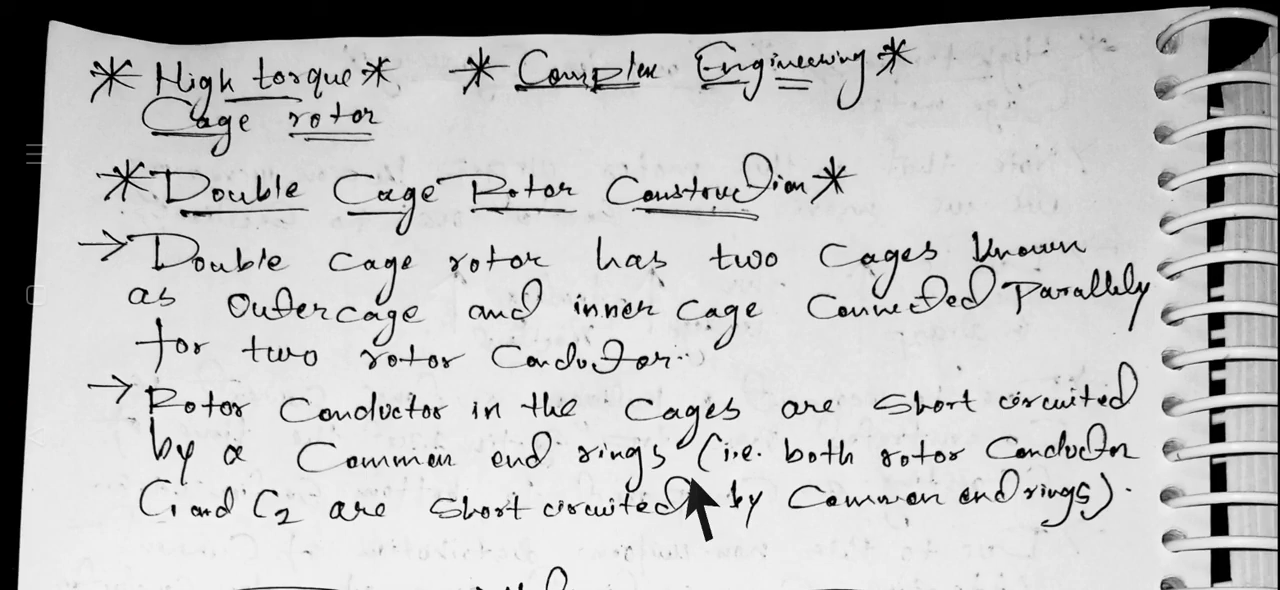 * High torque * * Complex Engineering *
Cage rotor
* Double Cage Rotor Construction *
→ Double cage rotor has two Cages known
as outercage and inner cage Connected Parallely
for two rotor Conductor..
→ Rotor Conductor in the Cages are Short circuited
by a Common end rings (i.e. both rotor Conductor
C1 and C2 are Short circuited by Common end rings).